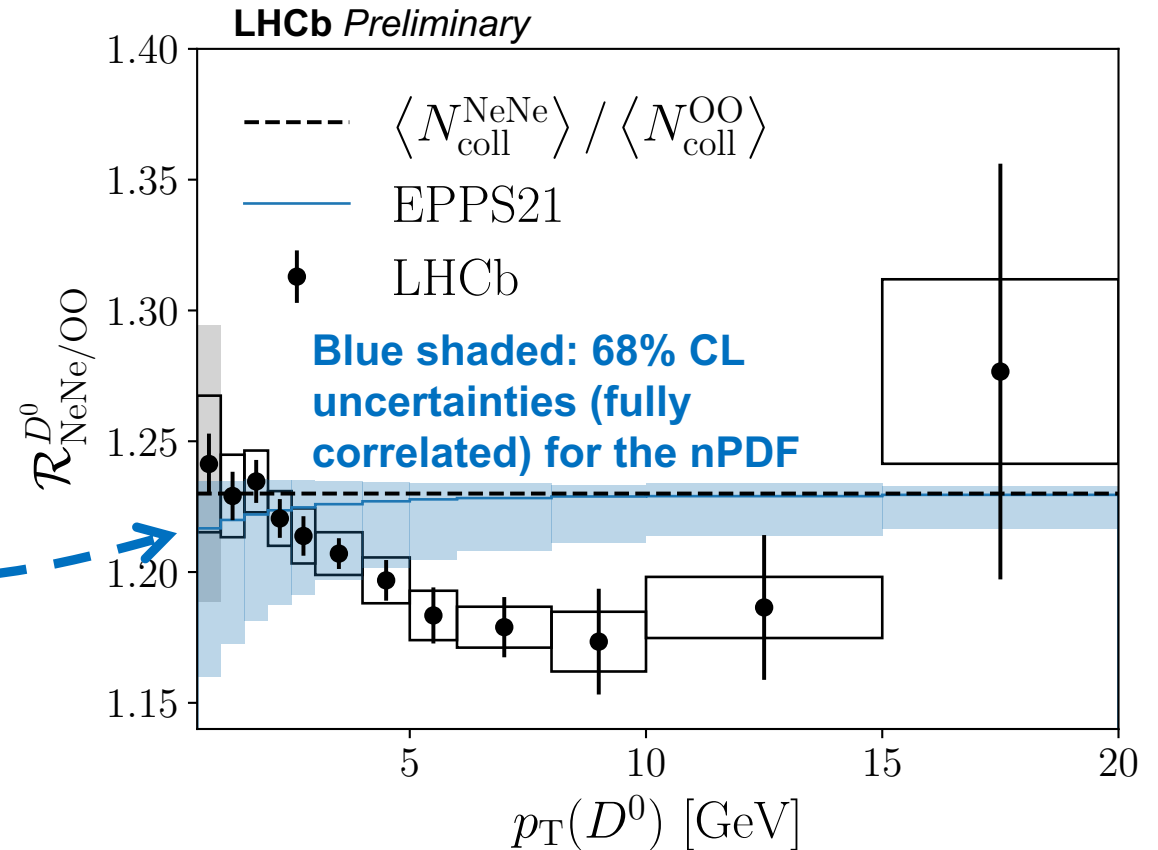 LHCb Preliminary
1.40
⟨N_coll^NeNe⟩ / ⟨N_coll^OO⟩
1.35
EPPS21
LHCb
1.30
Blue shaded: 68% CL
uncertainties (fully
correlated) for the nPDF
1.25
1.20
1.15
R^{D^0}_{NeNe/OO}
5 10 15 20
p_T(D^0) [GeV]